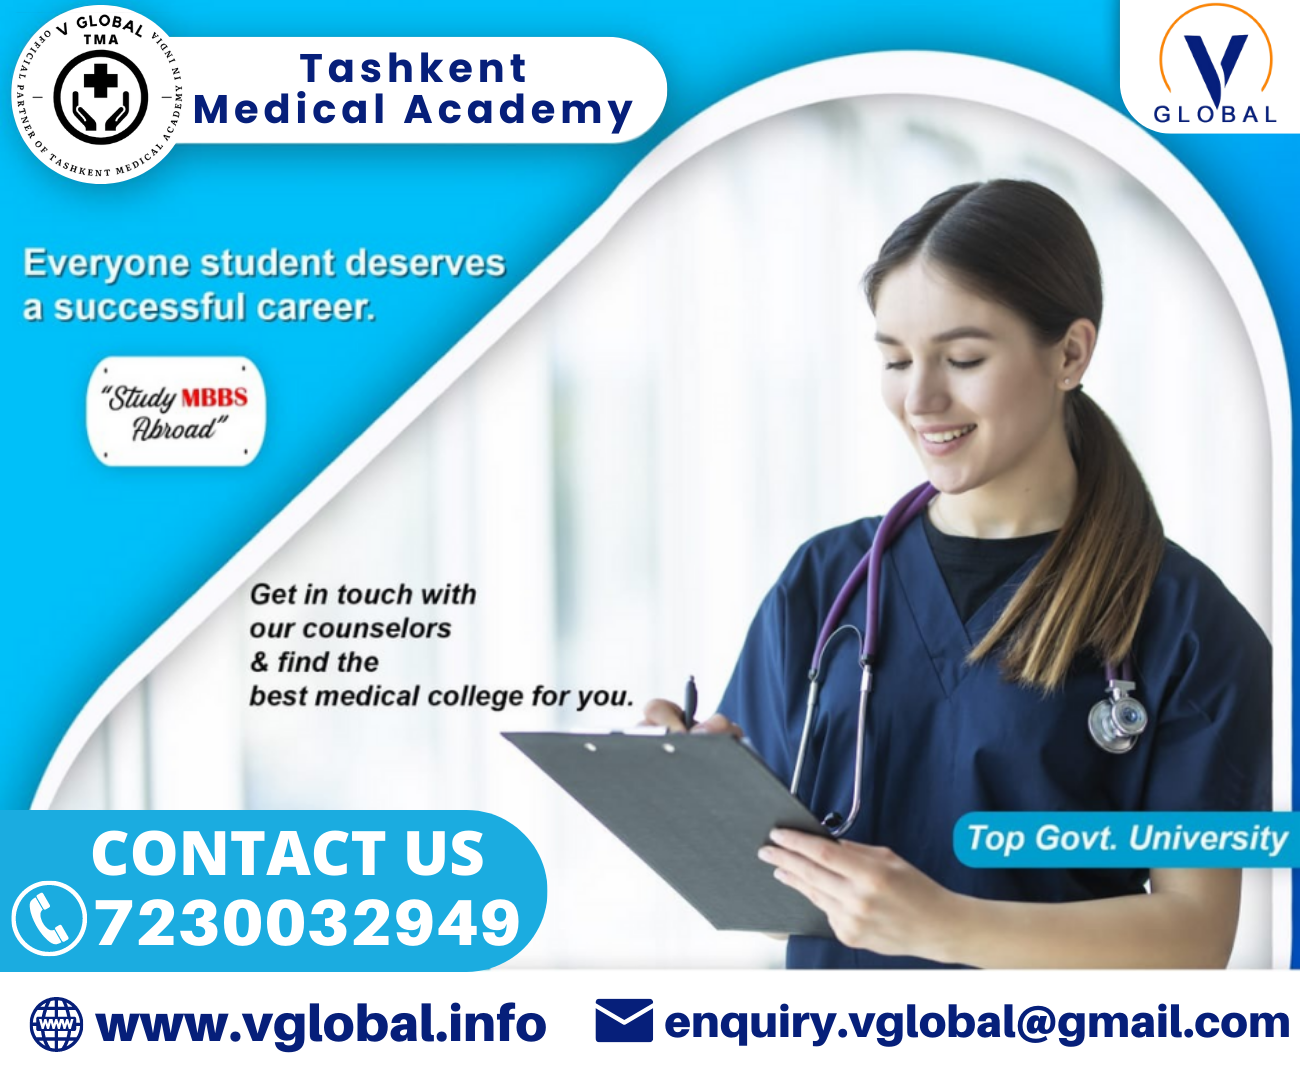 V GLOBAL
TMA
OFFICIAL PARTNER OF TASHKENT MEDICAL ACADEMY IN INDIA
Tashkent
Medical Academy
V
GLOBAL
Everyone student deserves
a successful career.
"Study MBBS
Abroad"
Get in touch with
our counselors
& find the
best medical college for you.
Top Govt. University
CONTACT US
7230032949
www
www.vglobal.info
enquiry.vglobal@gmail.com